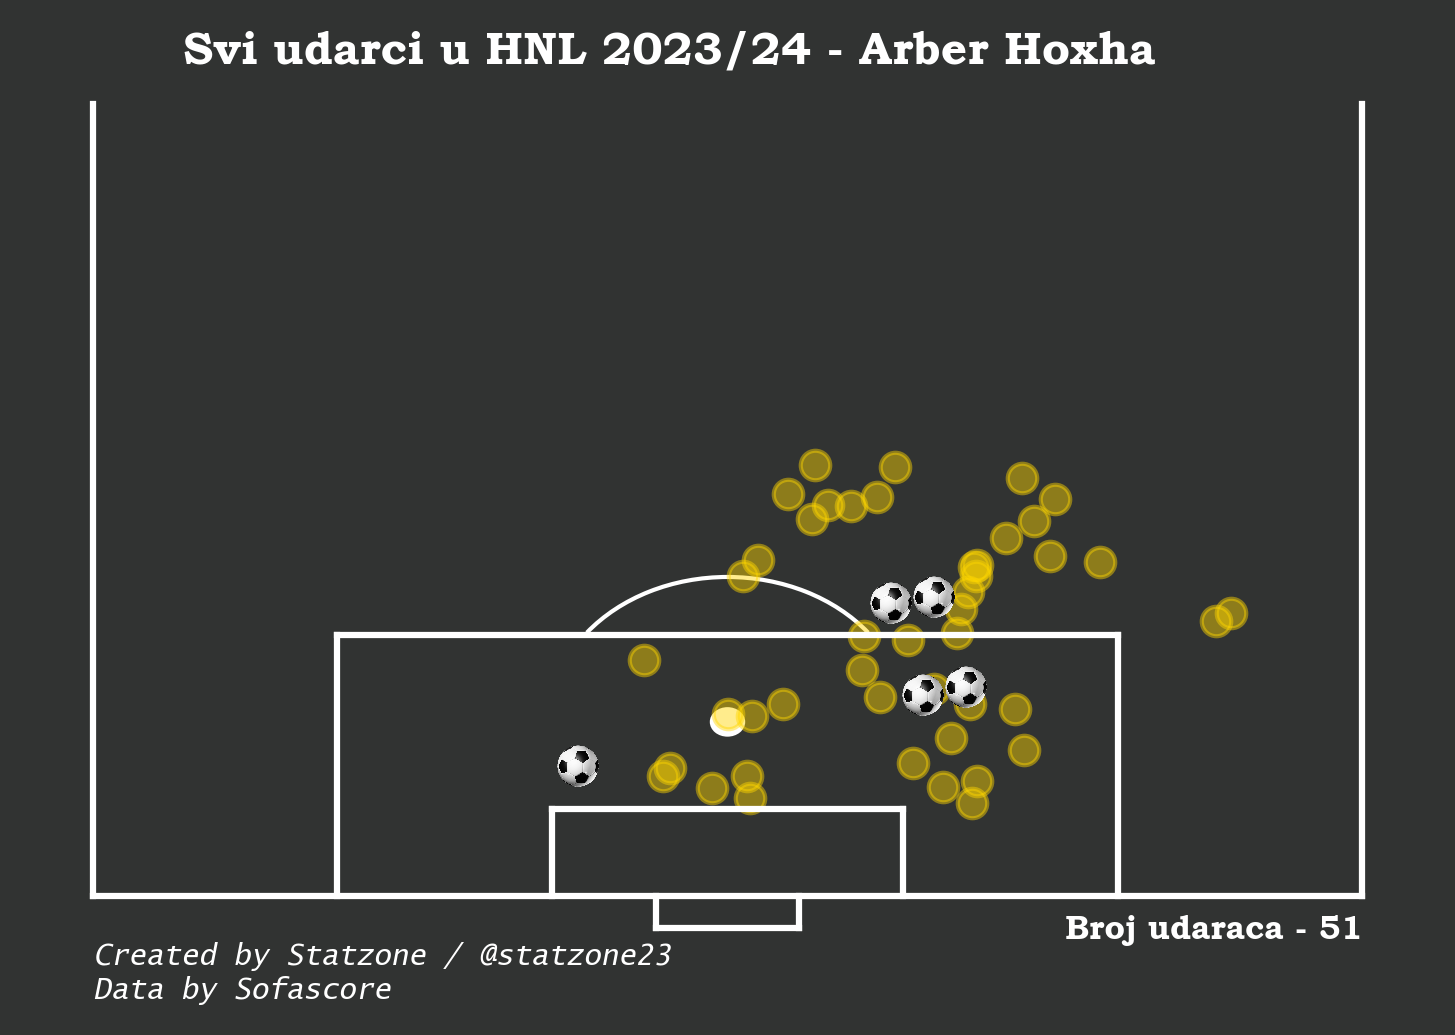 Svi udarci u HNL 2023/24 - Arber Hoxha
Broj udaraca - 51
Created by Statzone / @statzone23
Data by Sofascore